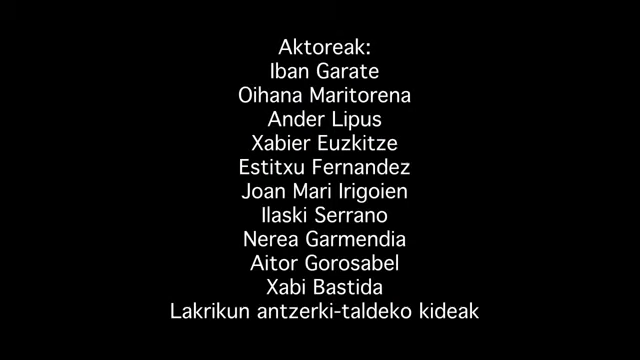 Aktoreak:
Iban Garate
Oihana Maritorena
Ander Lipus
Xabier Euzkitze
Estitxu Fernandez
Joan Mari Irigoien
Ilaski Serrano
Nerea Garmendia
Aitor Gorosabel
Xabi Bastida
Lakrikun antzerki-taldeko kideak